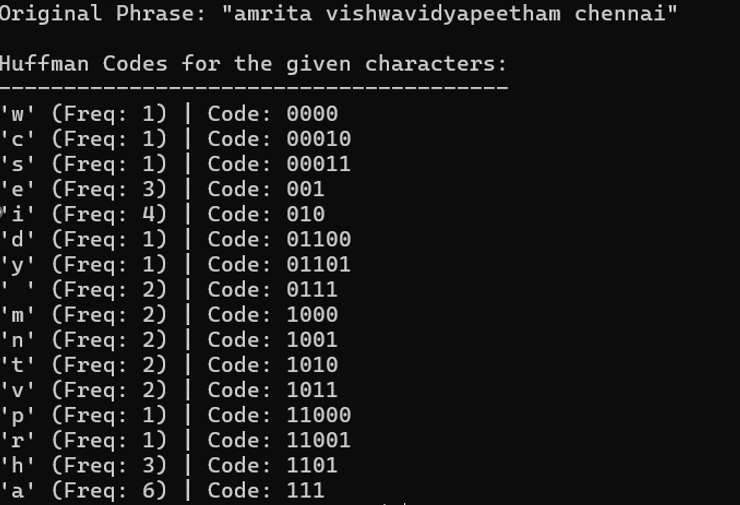 Original Phrase: "amrita vishwavidyapeetham chennai"
Huffman Codes for the given characters:
---------------------------------------
'w' (Freq: 1) | Code: 0000
'c' (Freq: 1) | Code: 00010
's' (Freq: 1) | Code: 00011
'e' (Freq: 3) | Code: 001
'i' (Freq: 4) | Code: 010
'd' (Freq: 1) | Code: 01100
'y' (Freq: 1) | Code: 01101
' ' (Freq: 2) | Code: 0111
'm' (Freq: 2) | Code: 1000
'n' (Freq: 2) | Code: 1001
't' (Freq: 2) | Code: 1010
'v' (Freq: 2) | Code: 1011
'p' (Freq: 1) | Code: 11000
'r' (Freq: 1) | Code: 11001
'h' (Freq: 3) | Code: 1101
'a' (Freq: 6) | Code: 111